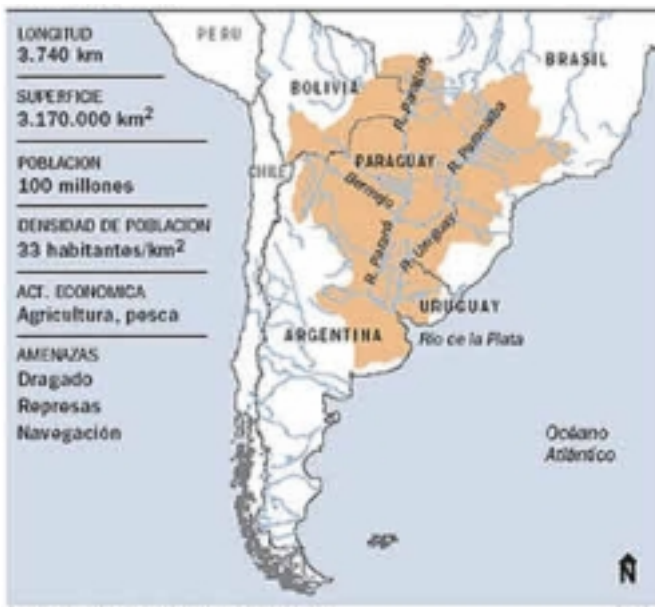 LONGITUD
3.740 km
SUPERFICIE
3.170.000 km²
POBLACION
100 millones
DENSIDAD DE POBLACION
33 habitantes/km²
ACT. ECONOMICA
Agricultura, pesca
AMENAZAS
Dragado
Represas
Navegación
PERU
BRASIL
BOLIVIA
R. Paraguay
PARAGUAY
CHILE
Bermejo
R. Paraná
R. Uruguay
URUGUAY
ARGENTINA
Río de la Plata
Océano
Atlántico
N